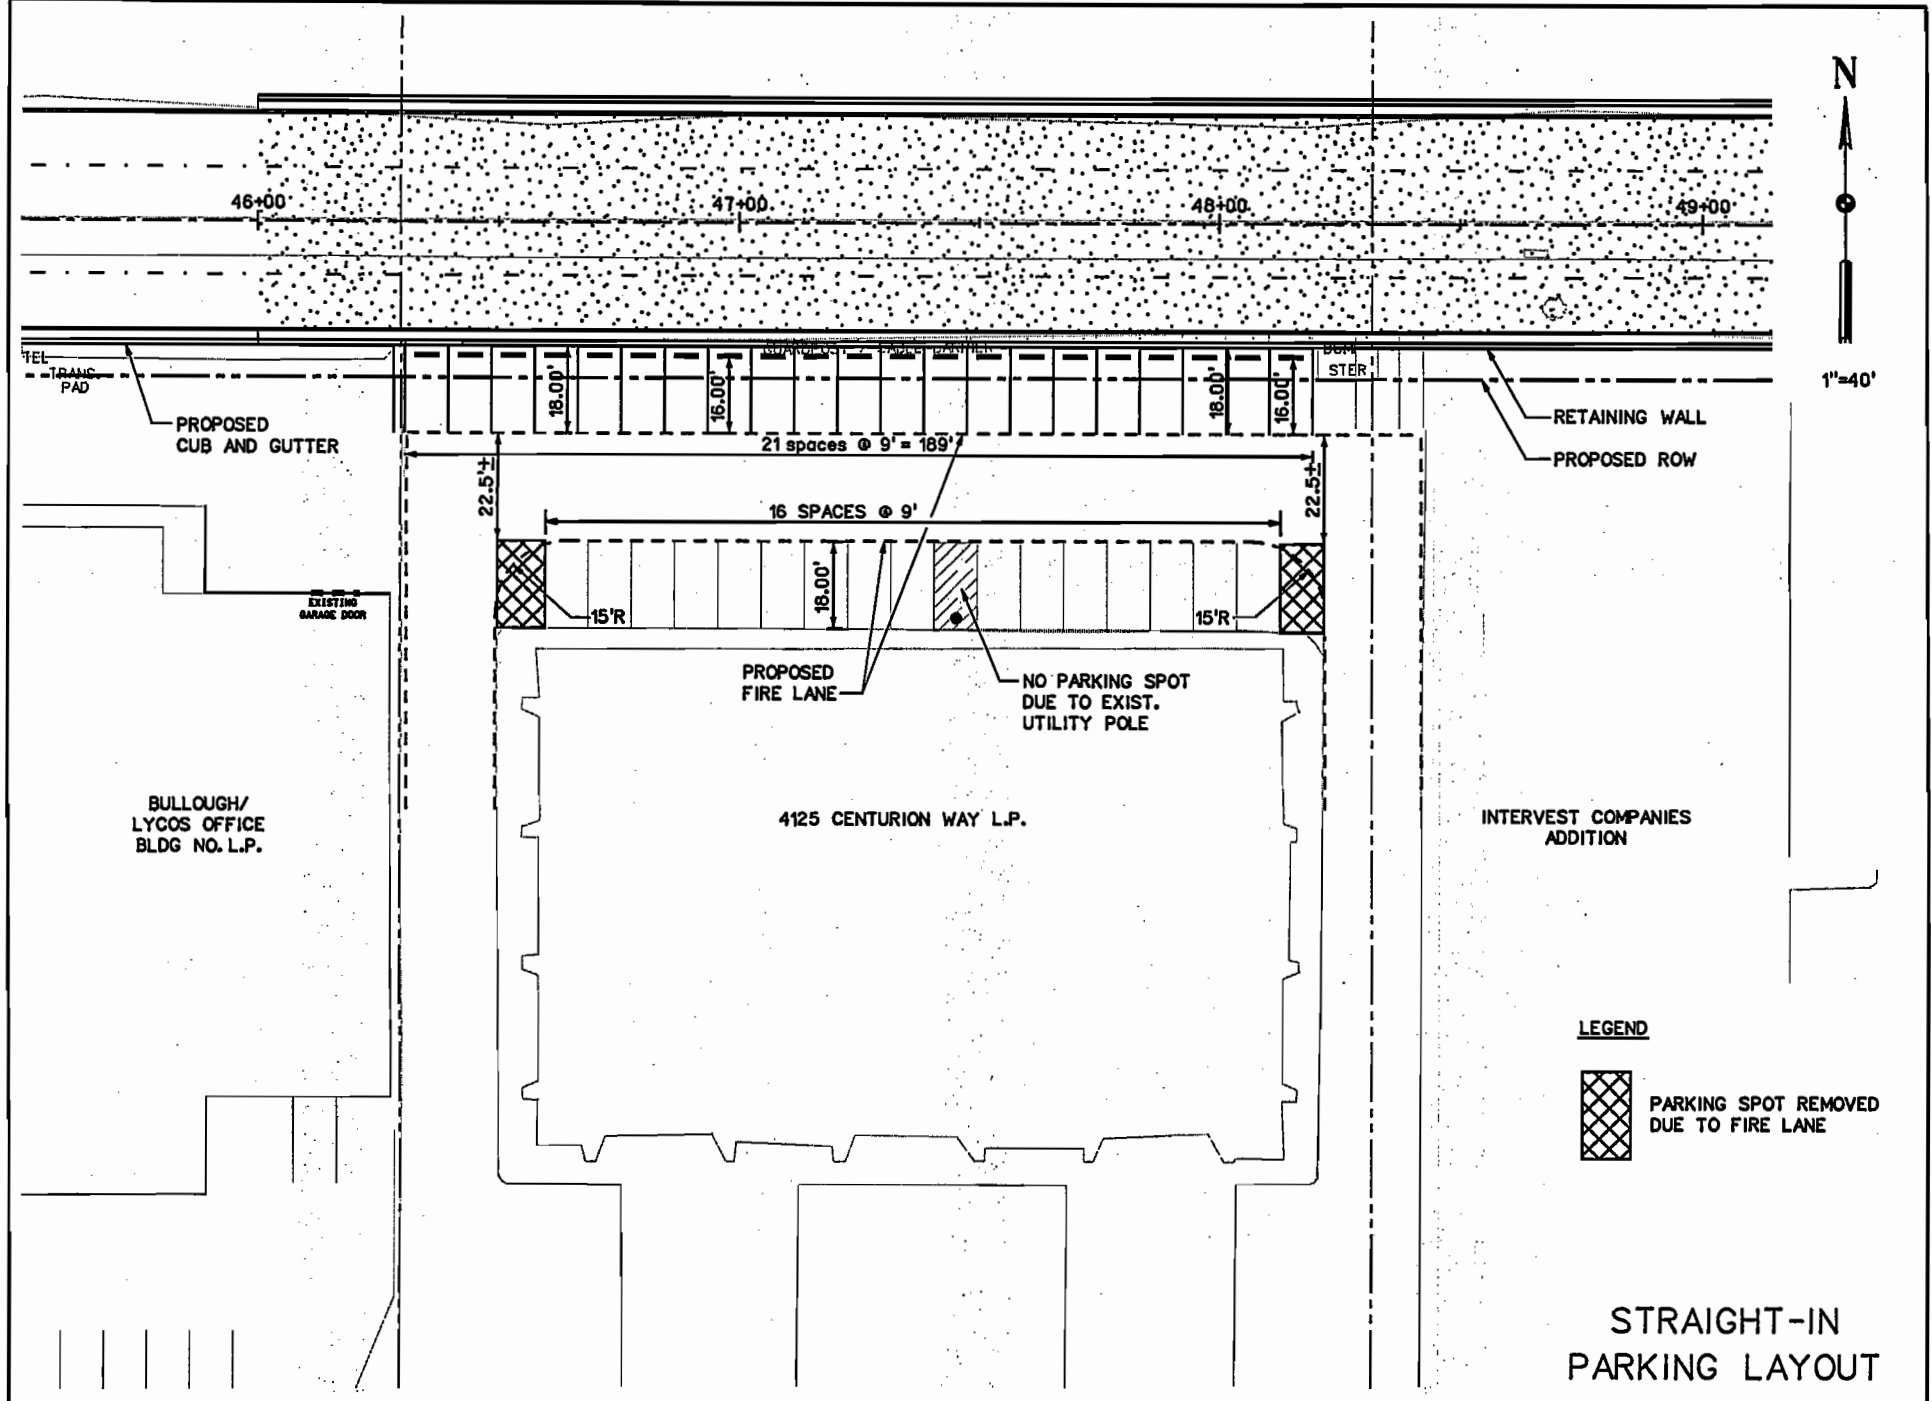 N
46+00
47+00
48+00
49+00
1"=40'
TEL
TRANS.
PAD
STER
18.00'
16.00'
18.00'
16.00'
PROPOSED
CUB AND GUTTER
RETAINING WALL
PROPOSED ROW
21 spaces @ 9' = 189'
22.5'±
22.5'±
16 SPACES @ 9'
18.00'
EXISTING
GARAGE DOOR
15'R
15'R
PROPOSED
FIRE LANE
NO PARKING SPOT
DUE TO EXIST.
UTILITY POLE
BULLOUGH/
LYCOS OFFICE
BLDG NO. L.P.
4125 CENTURION WAY L.P.
INTERVEST COMPANIES
ADDITION
LEGEND
PARKING SPOT REMOVED
DUE TO FIRE LANE
STRAIGHT-IN
PARKING LAYOUT